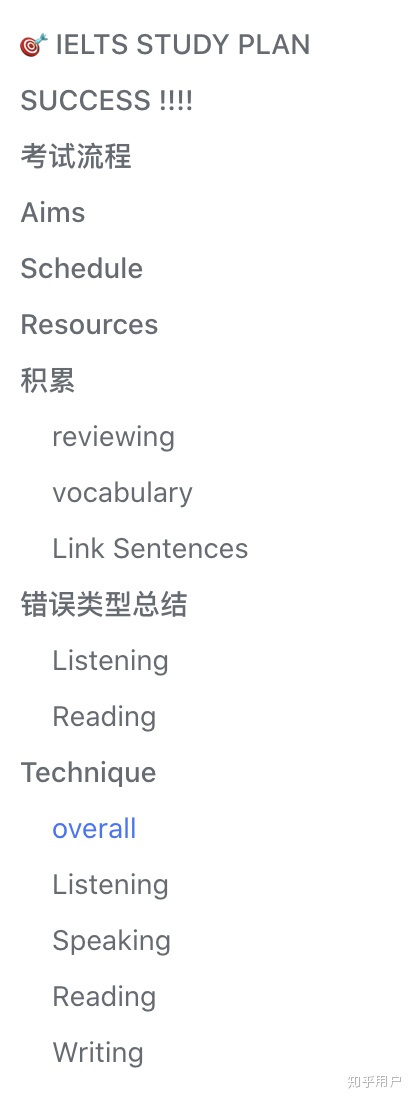 🎯 IELTS STUDY PLAN
SUCCESS !!!!
考试流程
Aims
Schedule
Resources
积累
reviewing
vocabulary
Link Sentences
错误类型总结
Listening
Reading
Technique
overall
Listening
Speaking
Reading
Writing
知乎用户